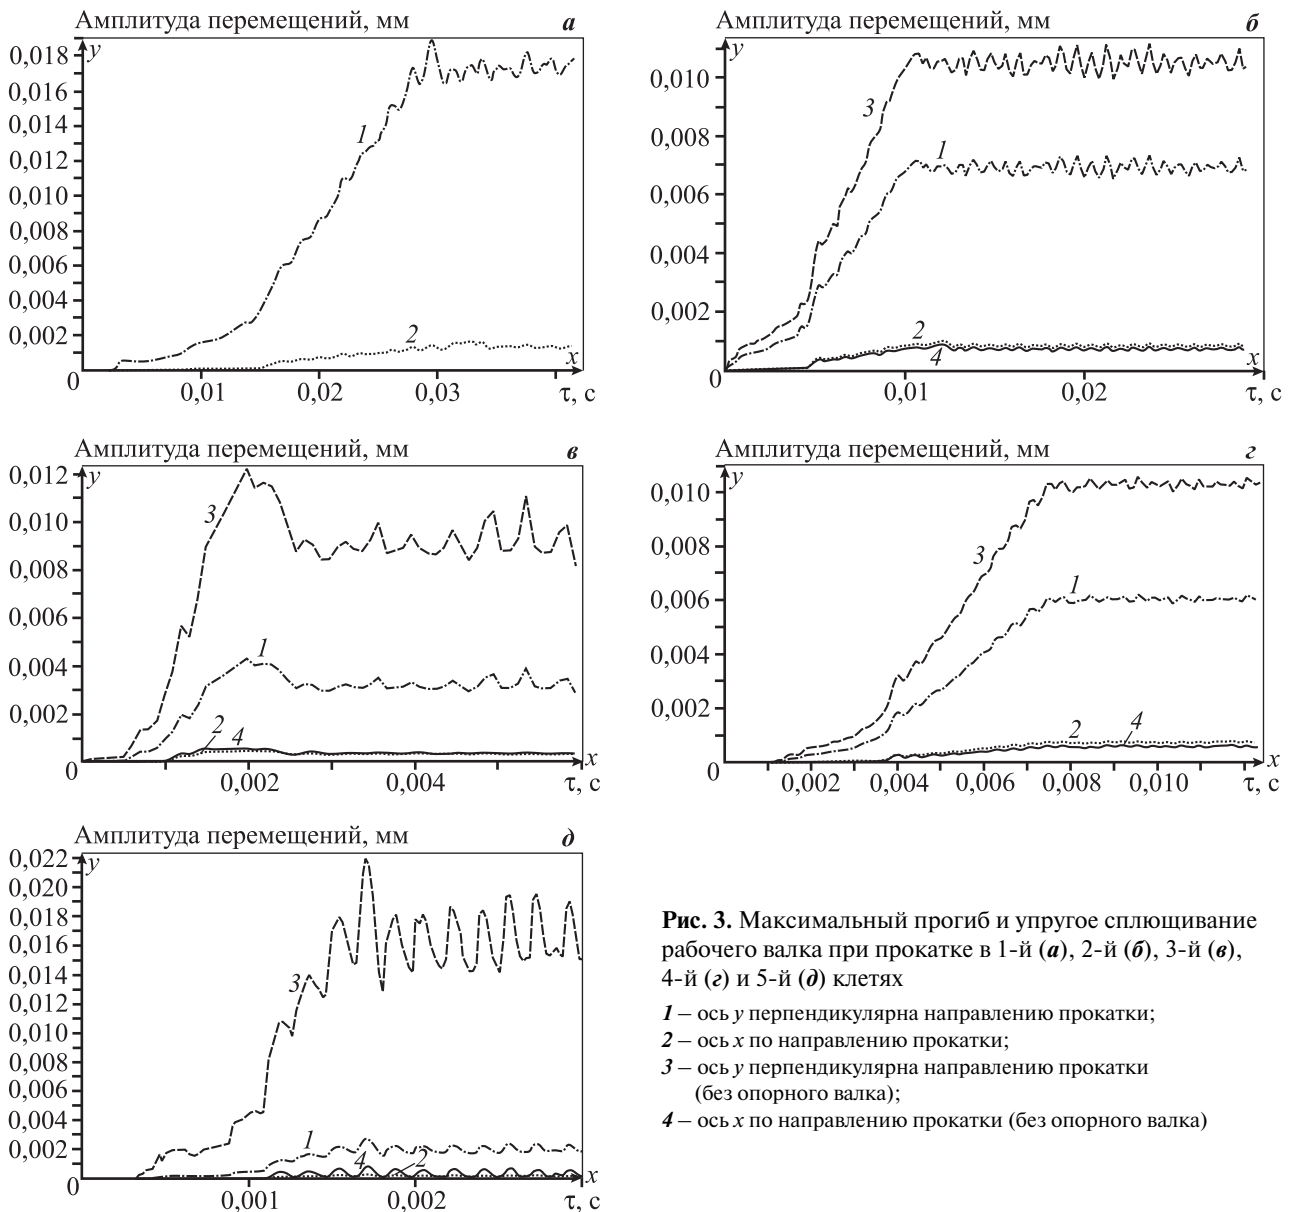 Амплитуда перемещений, мм
а
y
0,018
0,016
0,014
0,012
0,010
0,008
0,006
0,004
0,002
0
1
2
x
0,01 0,02 0,03 τ, с
Амплитуда перемещений, мм
б
y
0,010
0,008
0,006
0,004
0,002
0
3
1
2
4
x
0,01 0,02 τ, с
Амплитуда перемещений, мм
в
y
0,012
0,010
0,008
0,006
0,004
0,002
0
3
1
2 4
x
0,002 0,004 τ, с
Амплитуда перемещений, мм
г
y
0,010
0,008
0,006
0,004
0,002
0
3
1
2 4
x
0,002 0,004 0,006 0,008 0,010 τ, с
Амплитуда перемещений, мм
д
y
0,022
0,020
0,018
0,016
0,014
0,012
0,010
0,008
0,006
0,004
0,002
0
3
1
4 2
x
0,001 0,002 τ, с
Рис. 3. Максимальный прогиб и упругое сплющивание
рабочего валка при прокатке в 1-й (а), 2-й (б), 3-й (в),
4-й (г) и 5-й (д) клетях
1 – ось y перпендикулярна направлению прокатки;
2 – ось x по направлению прокатки;
3 – ось y перпендикулярна направлению прокатки
(без опорного валка);
4 – ось x по направлению прокатки (без опорного валка)